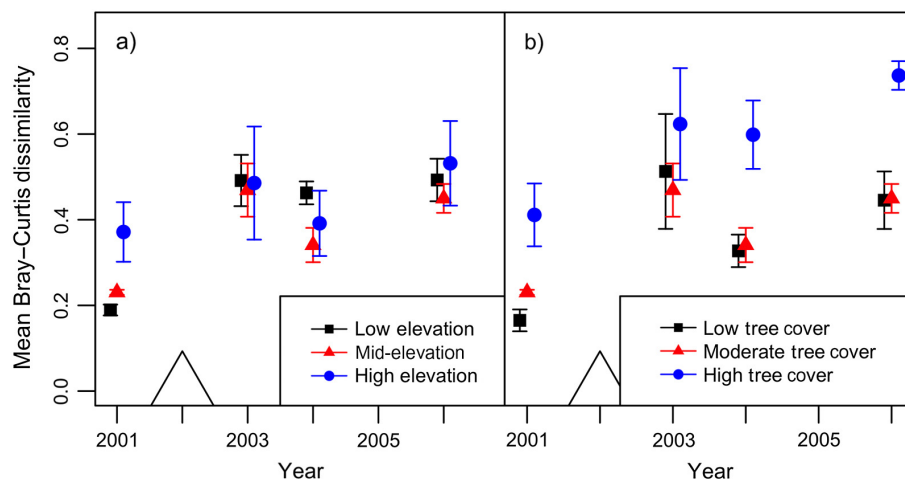 a)
b)
Mean Bray−Curtis dissimilarity
0.8
0.6
0.4
0.2
0.0
Low elevation
Mid-elevation
High elevation
Low tree cover
Moderate tree cover
High tree cover
2001
2003
2005
2001
2003
2005
Year
Year